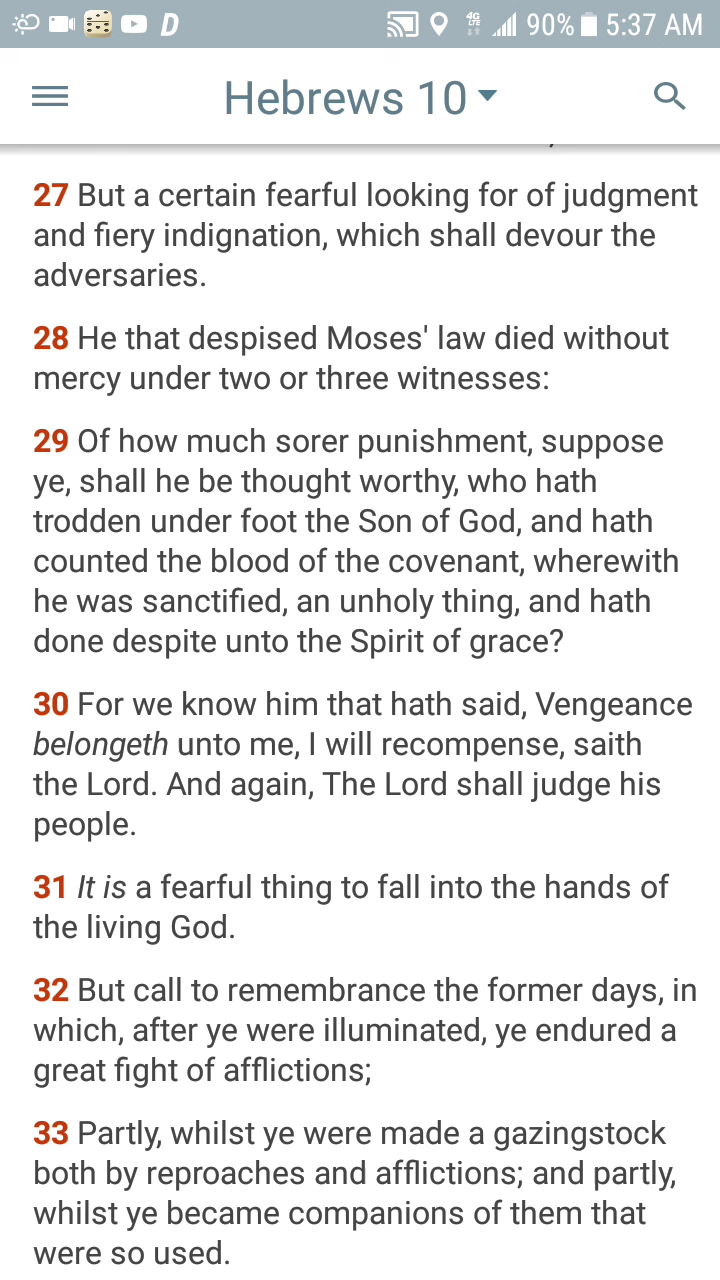 D 4G LTE 90% 5:37 AM
Hebrews 10
27 But a certain fearful looking for of judgment
and fiery indignation, which shall devour the
adversaries.
28 He that despised Moses' law died without
mercy under two or three witnesses:
29 Of how much sorer punishment, suppose
ye, shall he be thought worthy, who hath
trodden under foot the Son of God, and hath
counted the blood of the covenant, wherewith
he was sanctified, an unholy thing, and hath
done despite unto the Spirit of grace?
30 For we know him that hath said, Vengeance
belongeth unto me, I will recompense, saith
the Lord. And again, The Lord shall judge his
people.
31 It is a fearful thing to fall into the hands of
the living God.
32 But call to remembrance the former days, in
which, after ye were illuminated, ye endured a
great fight of afflictions;
33 Partly, whilst ye were made a gazingstock
both by reproaches and afflictions; and partly,
whilst ye became companions of them that
were so used.